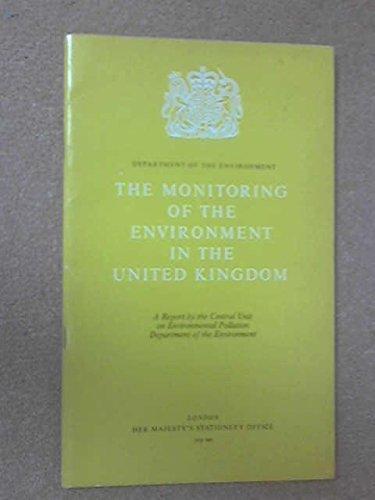 DEPARTMENT OF THE ENVIRONMENT
THE MONITORING
OF THE
ENVIRONMENT
IN THE
UNITED KINGDOM
A Report by the Central Unit
on Environmental Pollution
Department of the Environment
LONDON
HER MAJESTY'S STATIONERY OFFICE